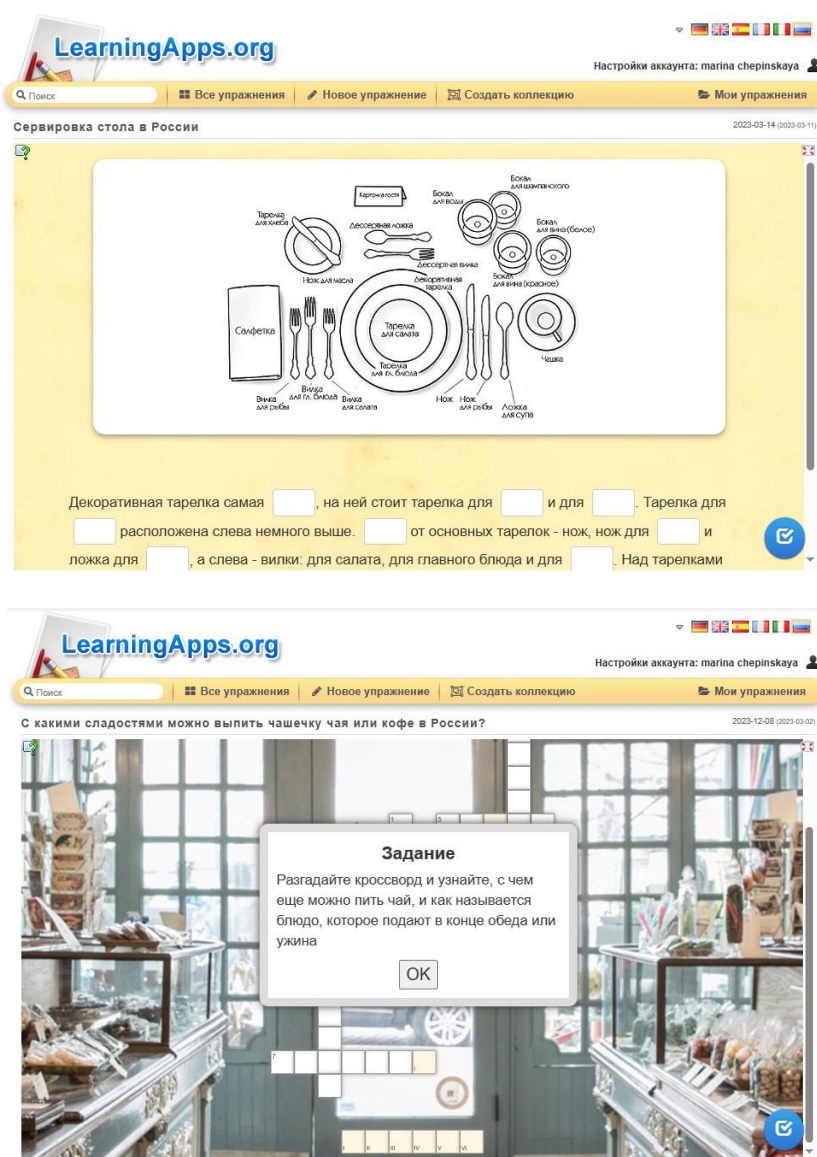 LearningApps.org
Настройки аккаунта: marina chepinskaya
Поиск
Все упражнения
Новое упражнение
Создать коллекцию
Мои упражнения
Сервировка стола в России
2023-03-14 (2023-03-11)
Карточка гостя
Бокал
для шампанского
Бокал
для воды
Тарелка
для хлеба
Десертная ложка
Бокал
для вина (белое)
Дессертная вилка
Нож для масла
Декоративная
тарелка
Бокал
для вина (красное)
Салфетка
Тарелка
для салата
Чашка
Тарелка
для гл. блюда
Вилка
для рыбы
Вилка
для гл. блюда
Вилка
для салата
Нож
Нож
для рыбы
Ложка
для супа
Декоративная тарелка самая , на ней стоит тарелка для и для . Тарелка для
расположена слева немного выше. от основных тарелок - нож, нож для и
ложка для , а слева - вилки: для салата, для главного блюда и для . Над тарелками
LearningApps.org
Настройки аккаунта: marina chepinskaya
Поиск
Все упражнения
Новое упражнение
Создать коллекцию
Мои упражнения
С какими сладостями можно выпить чашечку чая или кофе в России?
2023-12-08 (2023-03-02)
1
3
Задание
Разгадайте кроссворд и узнайте, с чем
еще можно пить чай, и как называется
блюдо, которое подают в конце обеда или
ужина
OK
7
I
I II III IV V VI